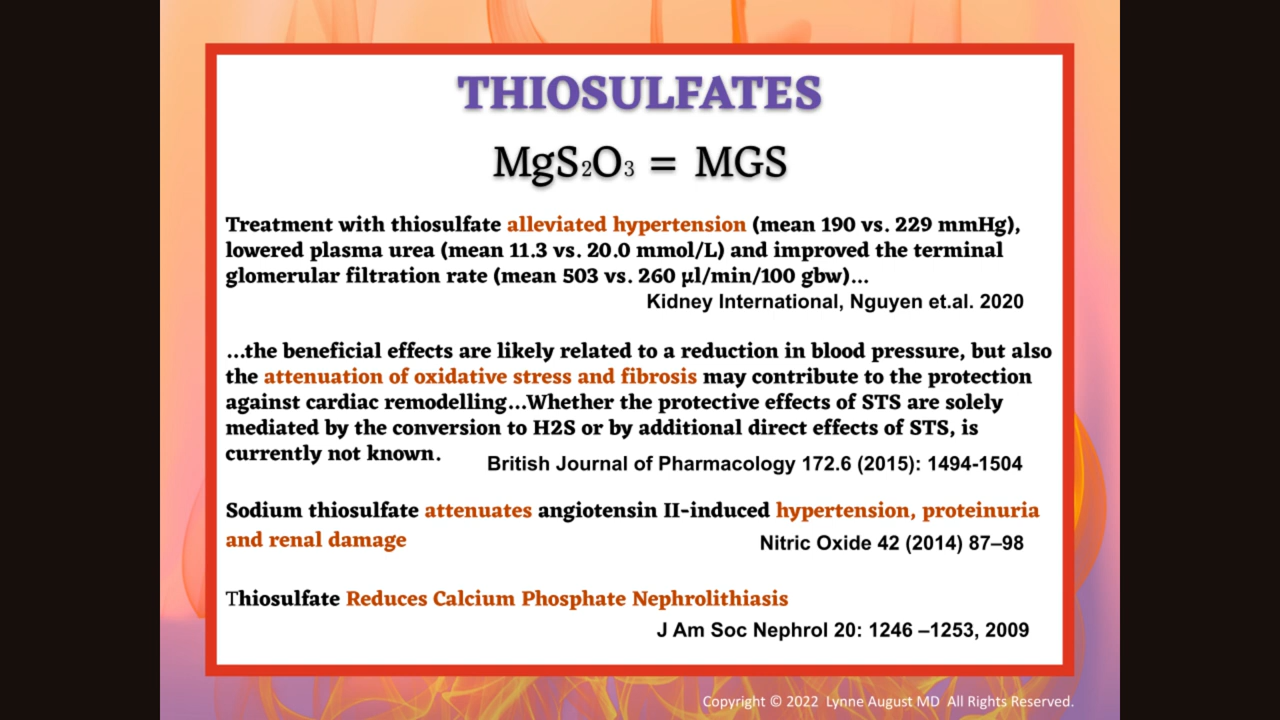 THIOSULFATES
MgS₂O₃ = MGS
Treatment with thiosulfate alleviated hypertension (mean 190 vs. 229 mmHg),
lowered plasma urea (mean 11.3 vs. 20.0 mmol/L) and improved the terminal
glomerular filtration rate (mean 503 vs. 260 µl/min/100 gbw)...
Kidney International, Nguyen et.al. 2020
...the beneficial effects are likely related to a reduction in blood pressure, but also
the attenuation of oxidative stress and fibrosis may contribute to the protection
against cardiac remodelling...Whether the protective effects of STS are solely
mediated by the conversion to H2S or by additional direct effects of STS, is
currently not known.
British Journal of Pharmacology 172.6 (2015): 1494-1504
Sodium thiosulfate attenuates angiotensin II-induced hypertension, proteinuria
and renal damage
Nitric Oxide 42 (2014) 87–98
Thiosulfate Reduces Calcium Phosphate Nephrolithiasis
J Am Soc Nephrol 20: 1246 –1253, 2009
Copyright © 2022 Lynne August MD All Rights Reserved.